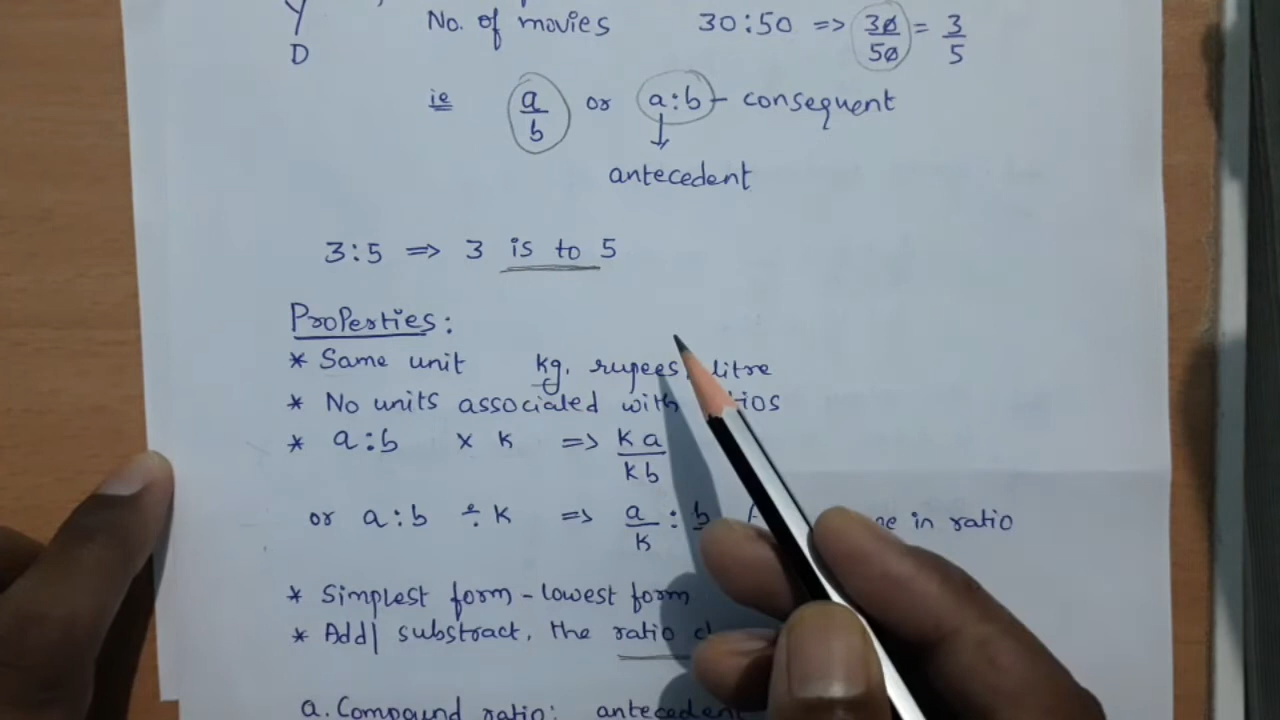 Y
D
No. of movies 30:50 => 30/50 = 3/5
ie a/b or a:b - consequent
antecedent
3:5 => 3 is to 5
Properties:
* Same unit kg, rupees, litre
* No units associated with
* a:b × k => ka/kb
or a:b ÷ k => a/k : b in ratio
* Simplest form - lowest form
* Add| substract, the ratio
a. Compound ratio: antecedent